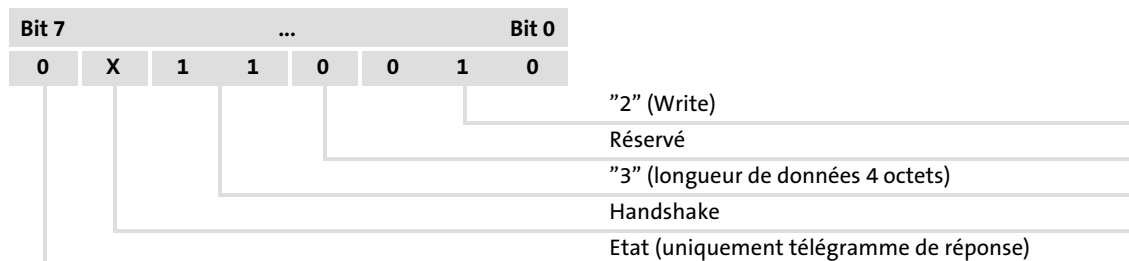 Bit 7 ... Bit 0
0 X 1 1 0 0 1 0
”2” (Write)
Réservé
”3” (longueur de données 4 octets)
Handshake
Etat (uniquement télégramme de réponse)